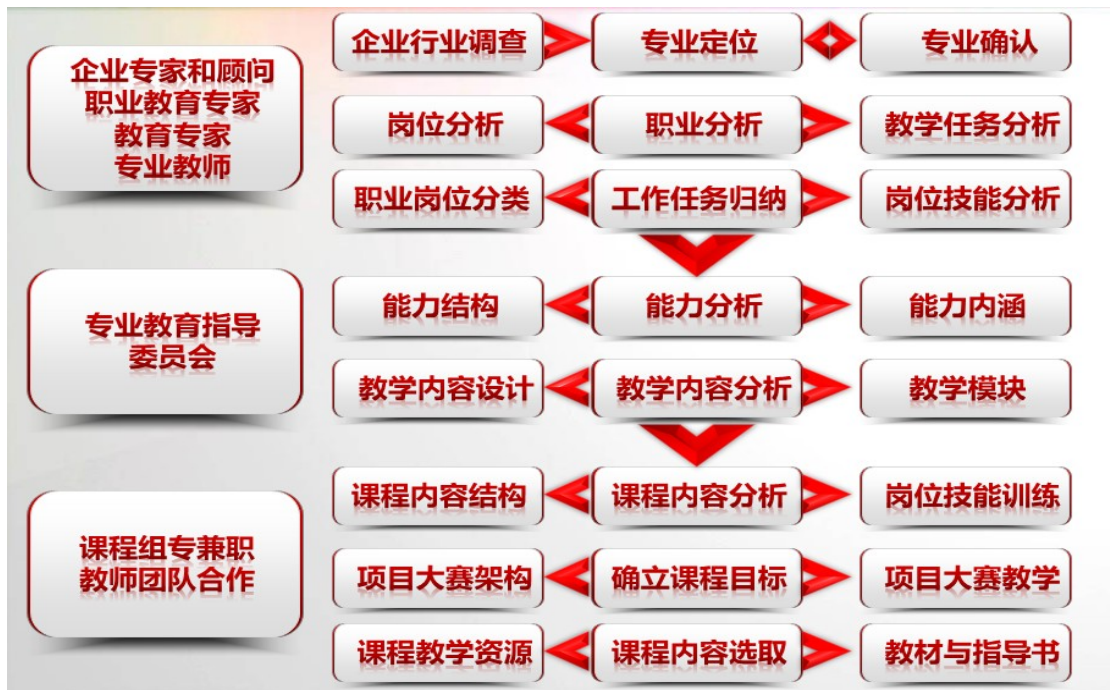 企业行业调查
专业定位
专业确认
企业专家和顾问
职业教育专家
教育专家
专业教师
岗位分析
职业分析
教学任务分析
职业岗位分类
工作任务归纳
岗位技能分析
专业教育指导
委员会
能力结构
能力分析
能力内涵
教学内容设计
教学内容分析
教学模块
课程组专兼职
教师团队合作
课程内容结构
课程内容分析
岗位技能训练
项目大赛架构
确立课程目标
项目大赛教学
课程教学资源
课程内容选取
教材与指导书